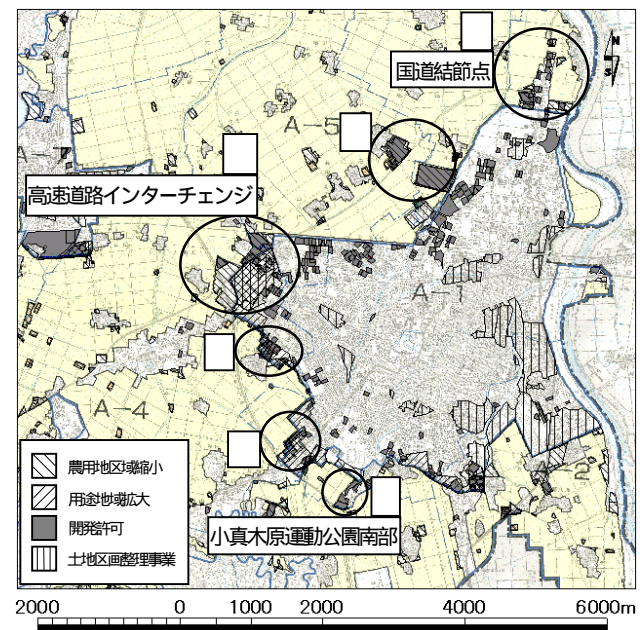 N
国道結節点
S
A-5
高速道路インターチェンジ
A-1
A-4
農用地区域縮小
用途地域拡大
開発許可
土地区画整理事業
小真木原運動公園南部
2000 0 1000 2000 4000 6000m